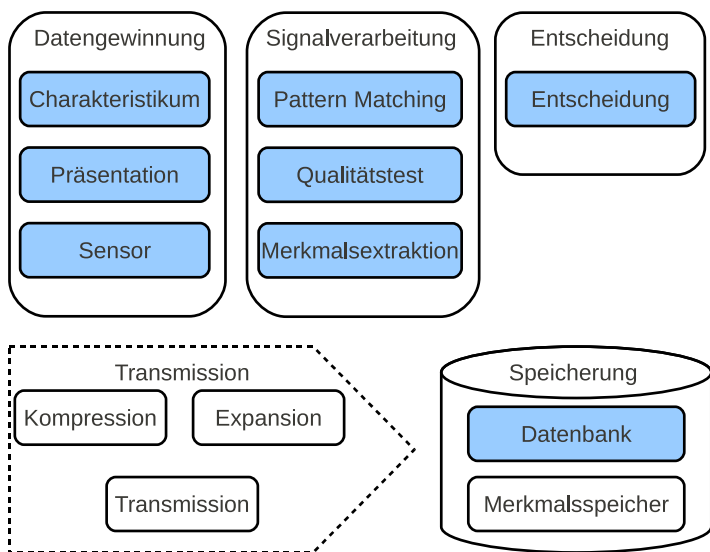 Datengewinnung
Charakteristikum
Präsentation
Sensor
Signalverarbeitung
Pattern Matching
Qualitätstest
Merkmalsextraktion
Entscheidung
Entscheidung
Transmission
Kompression
Expansion
Transmission
Speicherung
Datenbank
Merkmalsspeicher